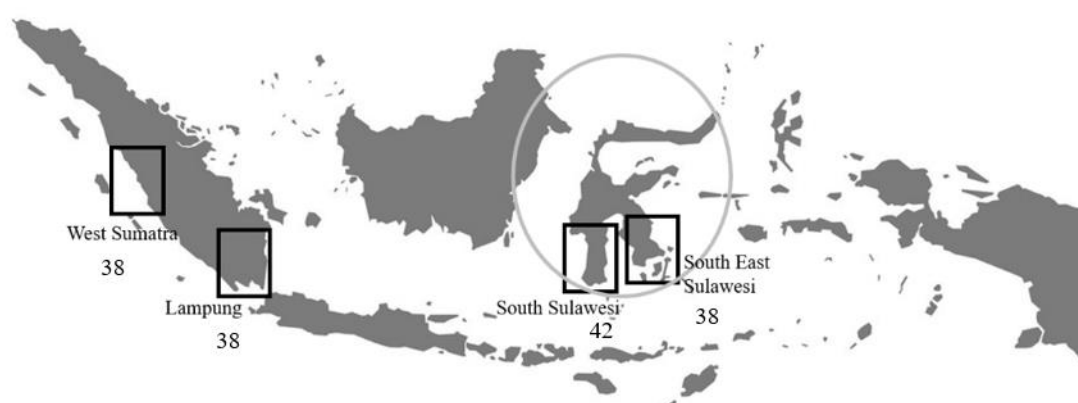 West Sumatra
38
Lampung
38
South Sulawesi
42
South East
Sulawesi
38